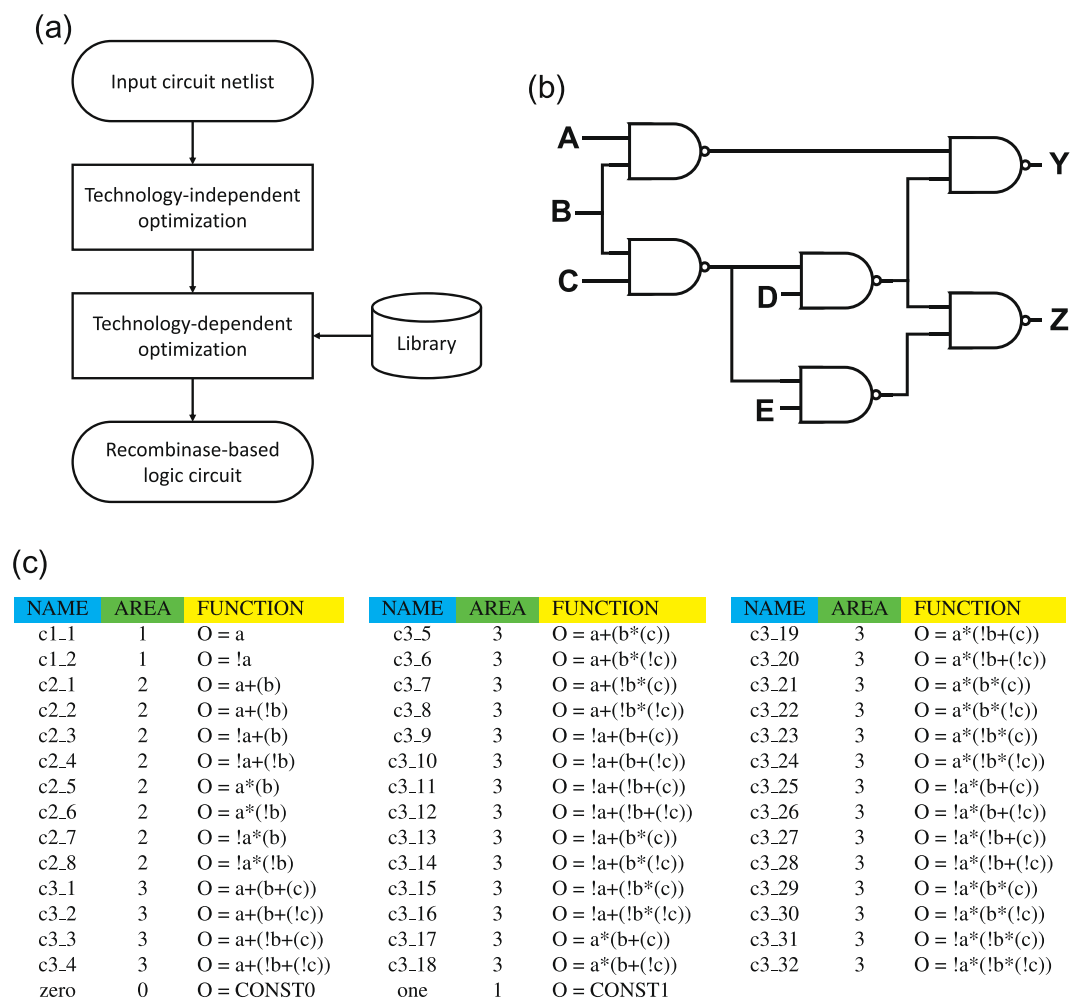 (a)
Input circuit netlist
Technology-independent
optimization
Technology-dependent
optimization
Library
Recombinase-based
logic circuit
(b)
A
B
C
D
E
Y
Z
(c)
NAME AREA FUNCTION
c1_1 1 O = a
c1_2 1 O = !a
c2_1 2 O = a+(b)
c2_2 2 O = a+(!b)
c2_3 2 O = !a+(b)
c2_4 2 O = !a+(!b)
c2_5 2 O = a*(b)
c2_6 2 O = a*(!b)
c2_7 2 O = !a*(b)
c2_8 2 O = !a*(!b)
c3_1 3 O = a+(b+(c))
c3_2 3 O = a+(b+(!c))
c3_3 3 O = a+(!b+(c))
c3_4 3 O = a+(!b+(!c))
zero 0 O = CONST0
NAME AREA FUNCTION
c3_5 3 O = a+(b*(c))
c3_6 3 O = a+(b*(!c))
c3_7 3 O = a+(!b*(c))
c3_8 3 O = a+(!b*(!c))
c3_9 3 O = !a+(b+(c))
c3_10 3 O = !a+(b+(!c))
c3_11 3 O = !a+(!b+(c))
c3_12 3 O = !a+(!b+(!c))
c3_13 3 O = !a+(b*(c))
c3_14 3 O = !a+(b*(!c))
c3_15 3 O = !a+(!b*(c))
c3_16 3 O = !a+(!b*(!c))
c3_17 3 O = a*(b+(c))
c3_18 3 O = a*(b+(!c))
one 1 O = CONST1
NAME AREA FUNCTION
c3_19 3 O = a*(!b+(c))
c3_20 3 O = a*(!b+(!c))
c3_21 3 O = a*(b*(c))
c3_22 3 O = a*(b*(!c))
c3_23 3 O = a*(!b*(c))
c3_24 3 O = a*(!b*(!c))
c3_25 3 O = !a*(b+(c))
c3_26 3 O = !a*(b+(!c))
c3_27 3 O = !a*(!b+(c))
c3_28 3 O = !a*(!b+(!c))
c3_29 3 O = !a*(b*(c))
c3_30 3 O = !a*(b*(!c))
c3_31 3 O = !a*(!b*(c))
c3_32 3 O = !a*(!b*(!c))